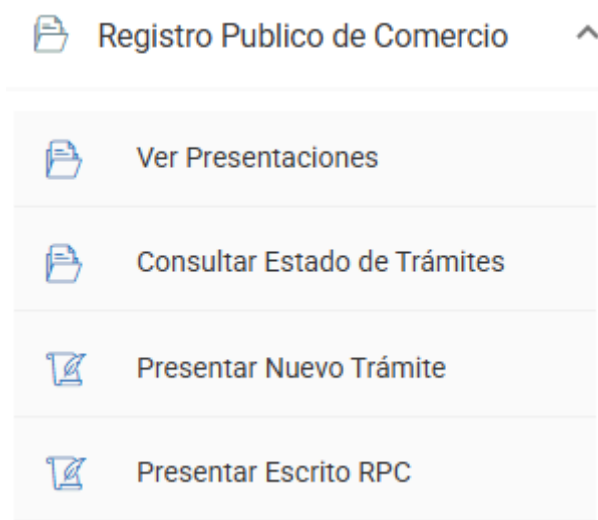 Registro Publico de Comercio
Ver Presentaciones
Consultar Estado de Trámites
Presentar Nuevo Trámite
Presentar Escrito RPC